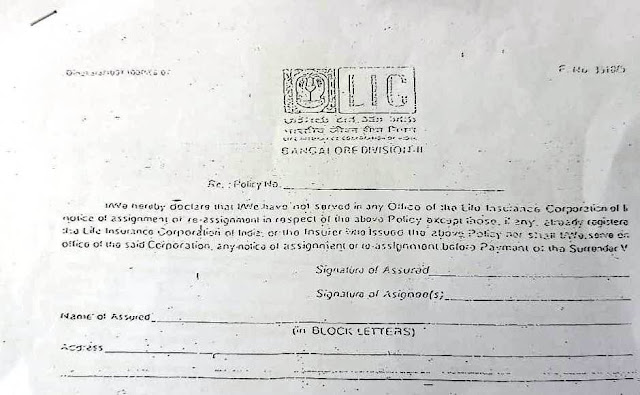 LIC
भारतीय जीवन बीमा निगम
BANGALORE DIVISION-II
Re. : Policy No.
I/We hereby declare that I/We have not served in any Office of the Life Insurance Corporation of
notice of assignment or re-assignment in respect of the above Policy except those, if any, already registere
the Life Insurance Corporation of India, or the Insurer who issued the above Policy nor shall I/We serve on
office of the said Corporation, any notice of assignment or re-assignment before Payment of the Surrender V
Signature of Assured
Signature of Asignee(s)
Name of Assured
(in BLOCK LETTERS)
Address